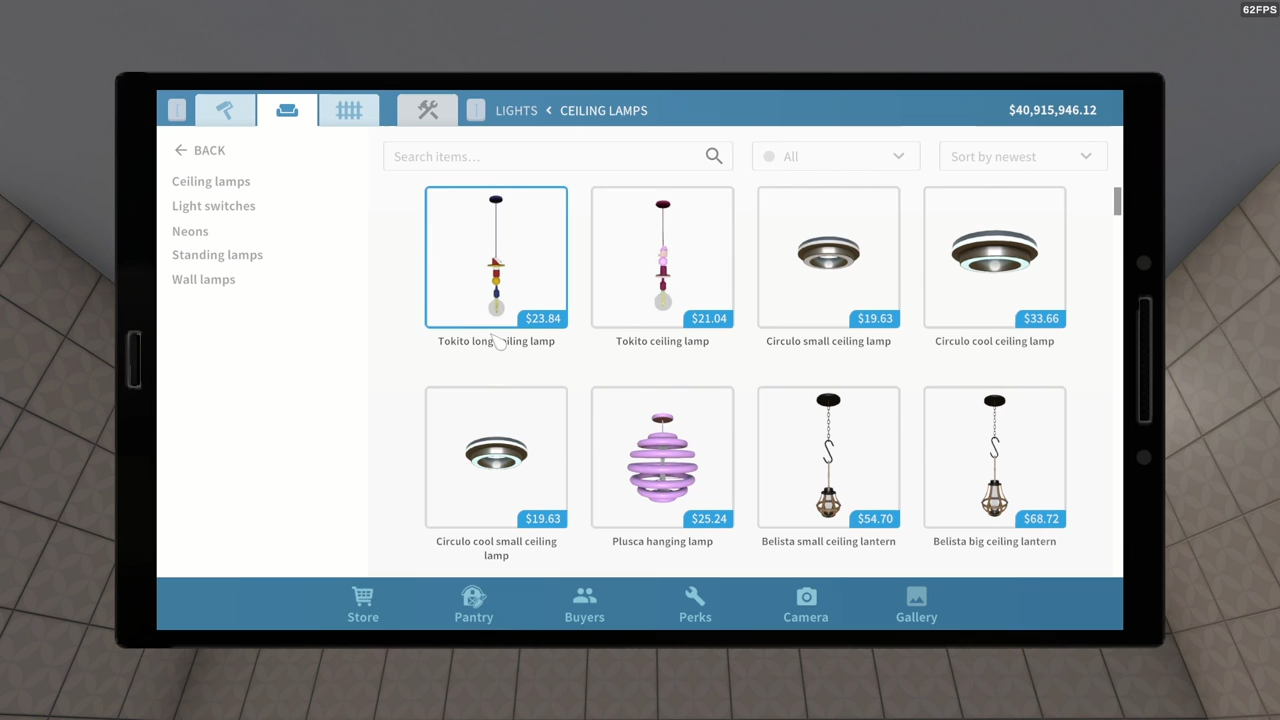 62FPS
LIGHTS < CEILING LAMPS
$40,915,946.12
BACK
Search items...
All
Sort by newest
Ceiling lamps
Light switches
Neons
Standing lamps
Wall lamps
$23.84
$21.04
$19.63
$33.66
Tokito long ceiling lamp
Tokito ceiling lamp
Circulo small ceiling lamp
Circulo cool ceiling lamp
$19.63
$25.24
$54.70
$68.72
Circulo cool small ceiling
lamp
Plusca hanging lamp
Belista small ceiling lantern
Belista big ceiling lantern
Store
Pantry
Buyers
Perks
Camera
Gallery